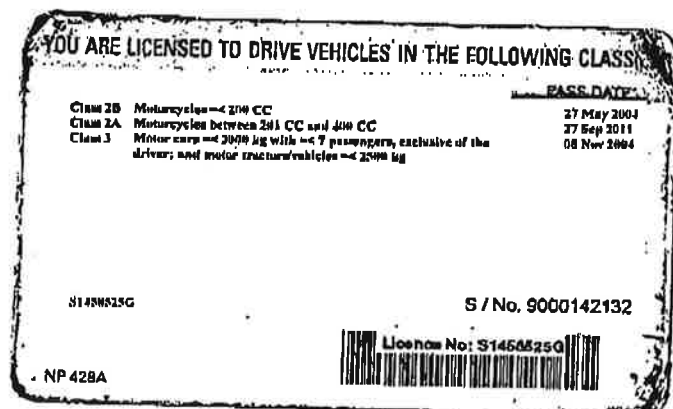 YOU ARE LICENSED TO DRIVE VEHICLES IN THE FOLLOWING CLASS
PASS DATE
Class 2B Motorcycles =< 200 CC 27 May 2004
Class 2A Motorcycles between 201 CC and 400 CC 27 Sep 2011
Class 3 Motor cars =< 3000 kg with =< 7 passengers, exclusive of the 08 Nov 2004
driver; and motor tractors/vehicles =< 2500 kg
S / No. 9000142132
Licence No:
NP 428A